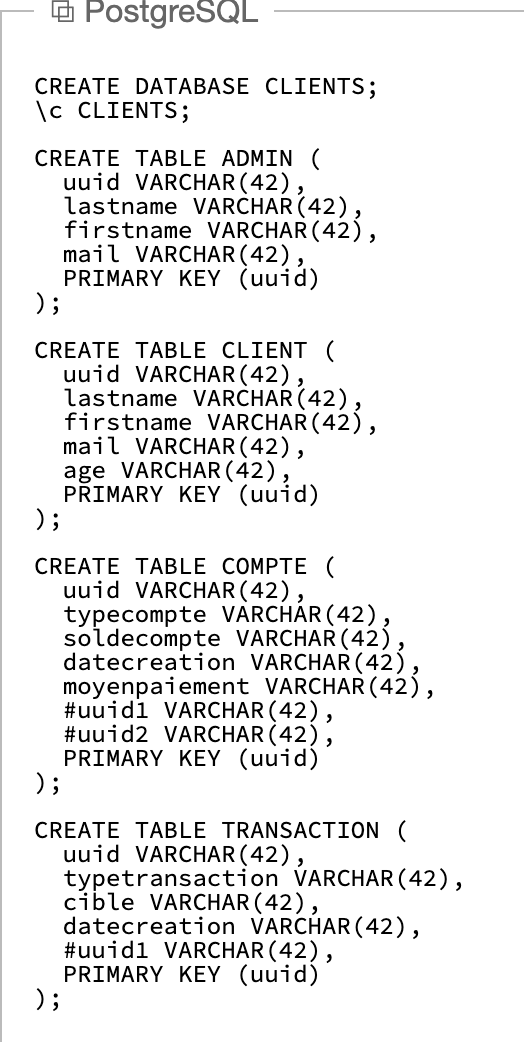 PostgreSQL
CREATE DATABASE CLIENTS;
\c CLIENTS;
CREATE TABLE ADMIN (
  uuid VARCHAR(42),
  lastname VARCHAR(42),
  firstname VARCHAR(42),
  mail VARCHAR(42),
  PRIMARY KEY (uuid)
);
CREATE TABLE CLIENT (
  uuid VARCHAR(42),
  lastname VARCHAR(42),
  firstname VARCHAR(42),
  mail VARCHAR(42),
  age VARCHAR(42),
  PRIMARY KEY (uuid)
);
CREATE TABLE COMPTE (
  uuid VARCHAR(42),
  typecompte VARCHAR(42),
  soldecompte VARCHAR(42),
  datecreation VARCHAR(42),
  moyenpaiement VARCHAR(42),
  #uuid1 VARCHAR(42),
  #uuid2 VARCHAR(42),
  PRIMARY KEY (uuid)
);
CREATE TABLE TRANSACTION (
  uuid VARCHAR(42),
  typetransaction VARCHAR(42),
  cible VARCHAR(42),
  datecreation VARCHAR(42),
  #uuid1 VARCHAR(42),
  PRIMARY KEY (uuid)
);